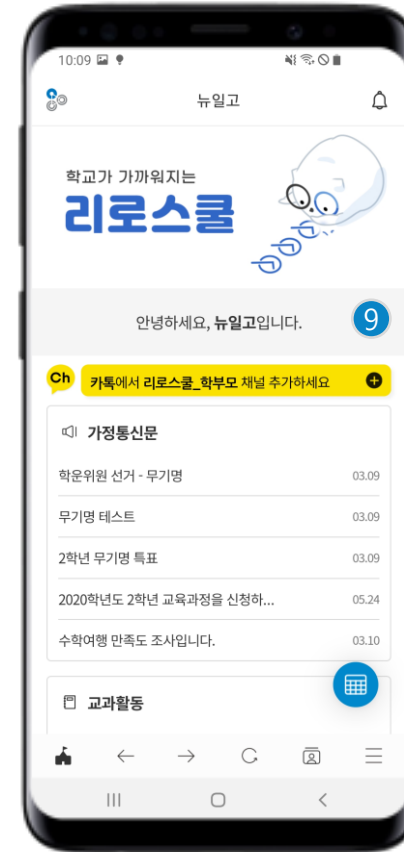 10:09
뉴일고
학교가 가까워지는
리로스쿨
안녕하세요, 뉴일고입니다.
9
Ch 카톡에서 리로스쿨_학부모 채널 추가하세요
가정통신문
학운위원 선거 - 무기명 03.09
무기명 테스트 03.09
2학년 무기명 특표 03.09
2020학년도 2학년 교육과정을 신청하... 05.24
수학여행 만족도 조사입니다. 03.10
교과활동